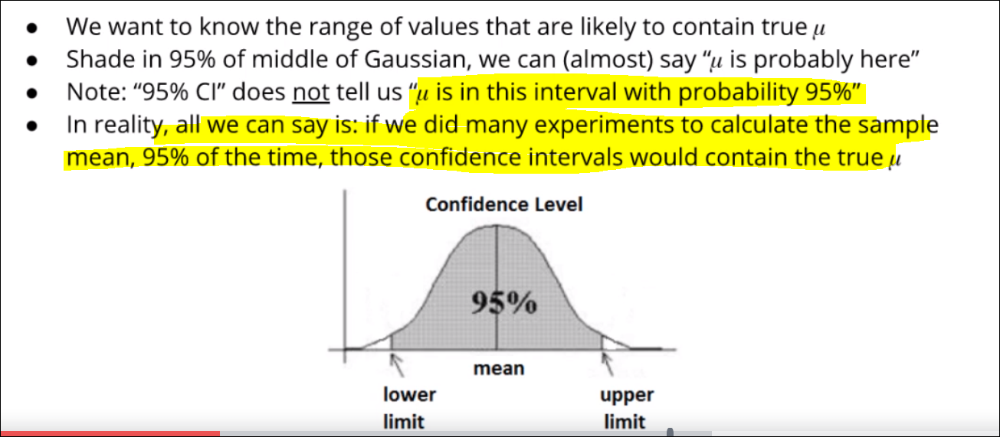 ● We want to know the range of values that are likely to contain true μ
● Shade in 95% of middle of Gaussian, we can (almost) say “μ is probably here”
● Note: “95% CI” does not tell us “μ is in this interval with probability 95%”
● In reality, all we can say is: if we did many experiments to calculate the sample
mean, 95% of the time, those confidence intervals would contain the true μ
Confidence Level
95%
mean
lower
limit
upper
limit